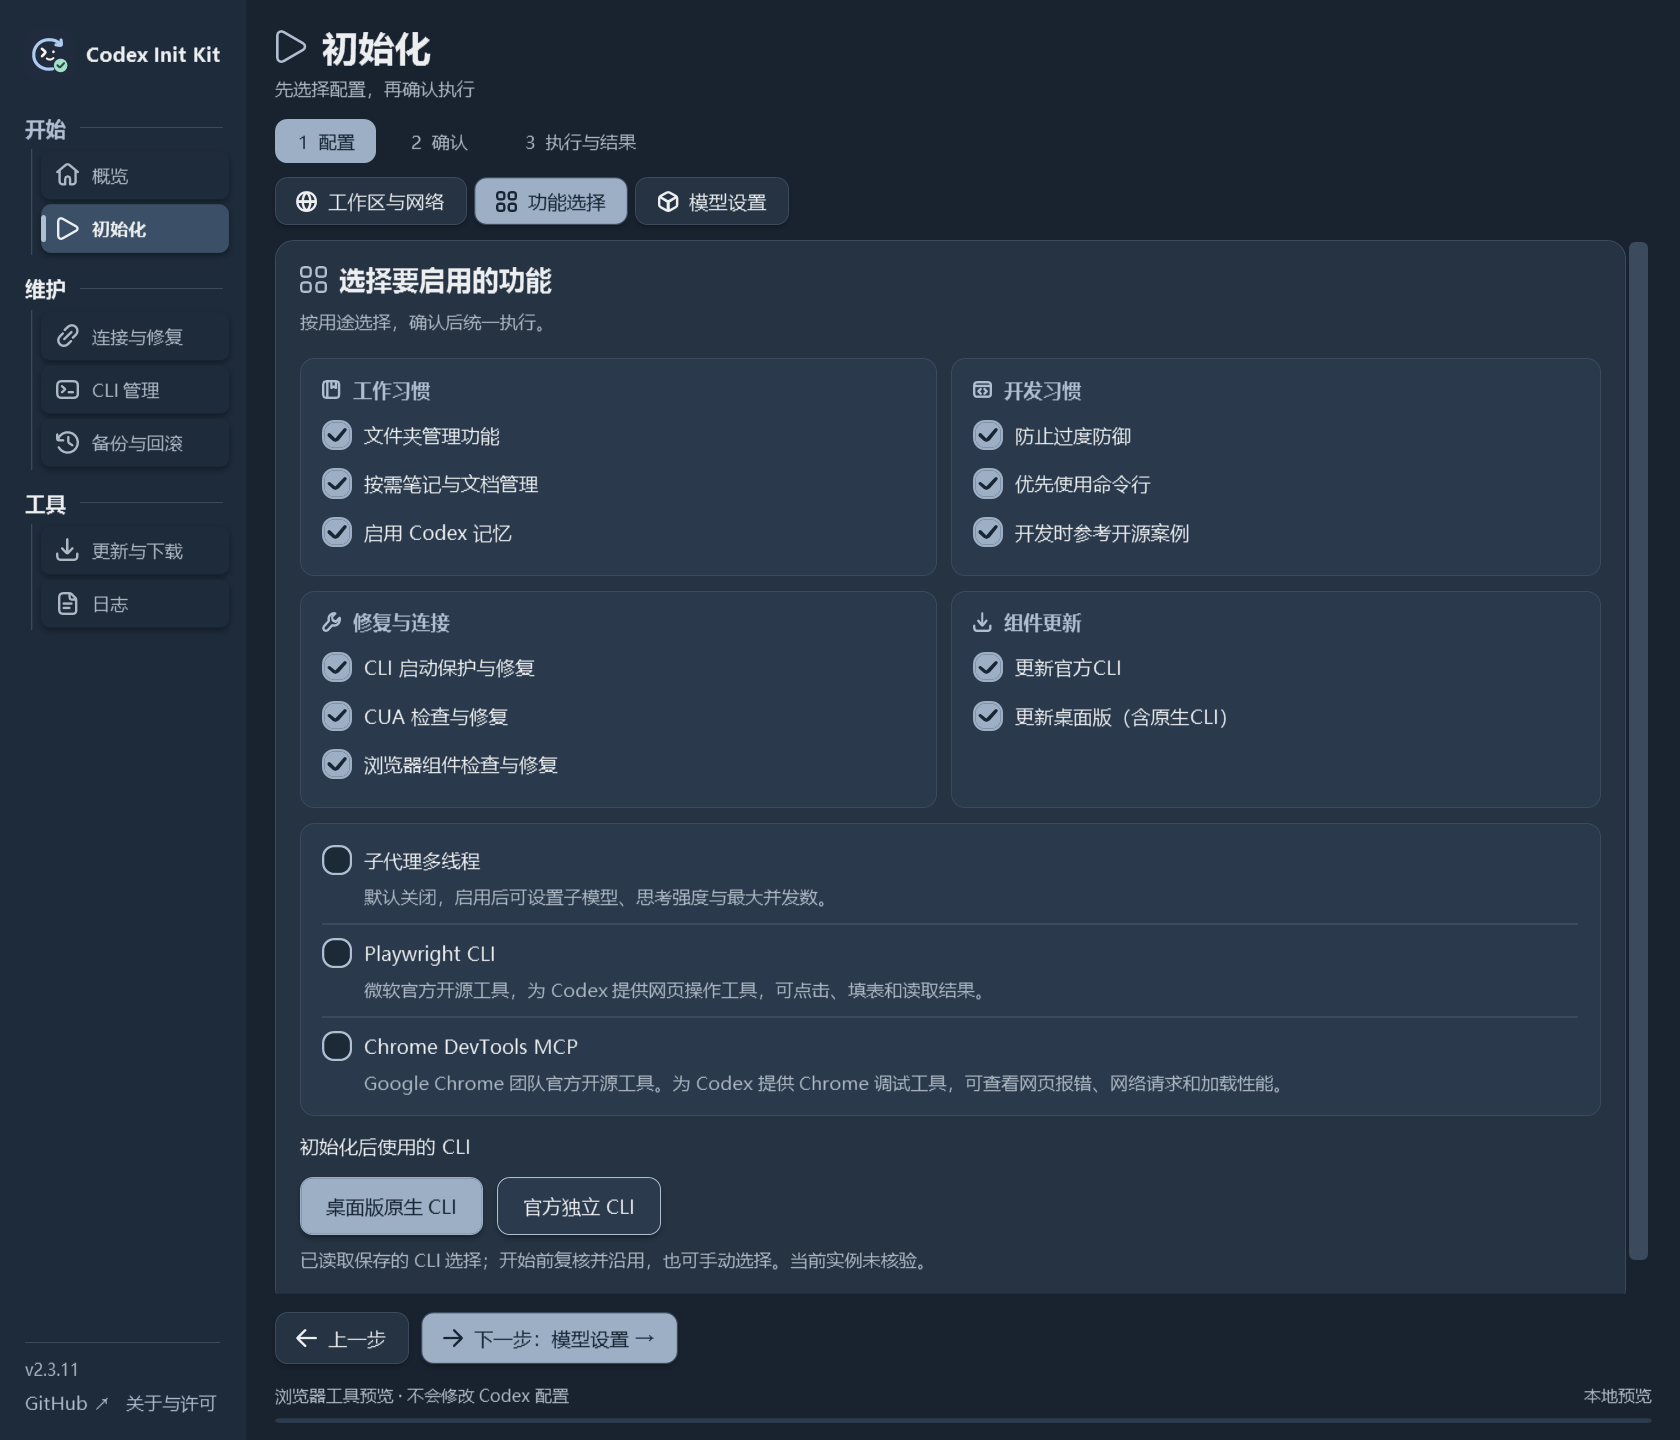 Codex Init Kit
开始
概览
初始化
维护
连接与修复
CLI 管理
备份与回滚
工具
更新与下载
日志
v2.3.11
GitHub ↗ 关于与许可
初始化
先选择配置，再确认执行
1 配置 2 确认 3 执行与结果
工作区与网络 功能选择 模型设置
选择要启用的功能
按用途选择，确认后统一执行。
工作习惯
文件夹管理功能
按需笔记与文档管理
启用 Codex 记忆
开发习惯
防止过度防御
优先使用命令行
开发时参考开源案例
修复与连接
CLI 启动保护与修复
CUA 检查与修复
浏览器组件检查与修复
组件更新
更新官方CLI
更新桌面版（含原生CLI）
子代理多线程
默认关闭，启用后可设置子模型、思考强度与最大并发数。
Playwright CLI
微软官方开源工具，为 Codex 提供网页操作工具，可点击、填表和读取结果。
Chrome DevTools MCP
Google Chrome 团队官方开源工具。为 Codex 提供 Chrome 调试工具，可查看网页报错、网络请求和加载性能。
初始化后使用的 CLI
桌面版原生 CLI 官方独立 CLI
已读取保存的 CLI 选择；开始前复核并沿用，也可手动选择。当前实例未核验。
← 上一步 → 下一步：模型设置 →
浏览器工具预览 · 不会修改 Codex 配置 本地预览